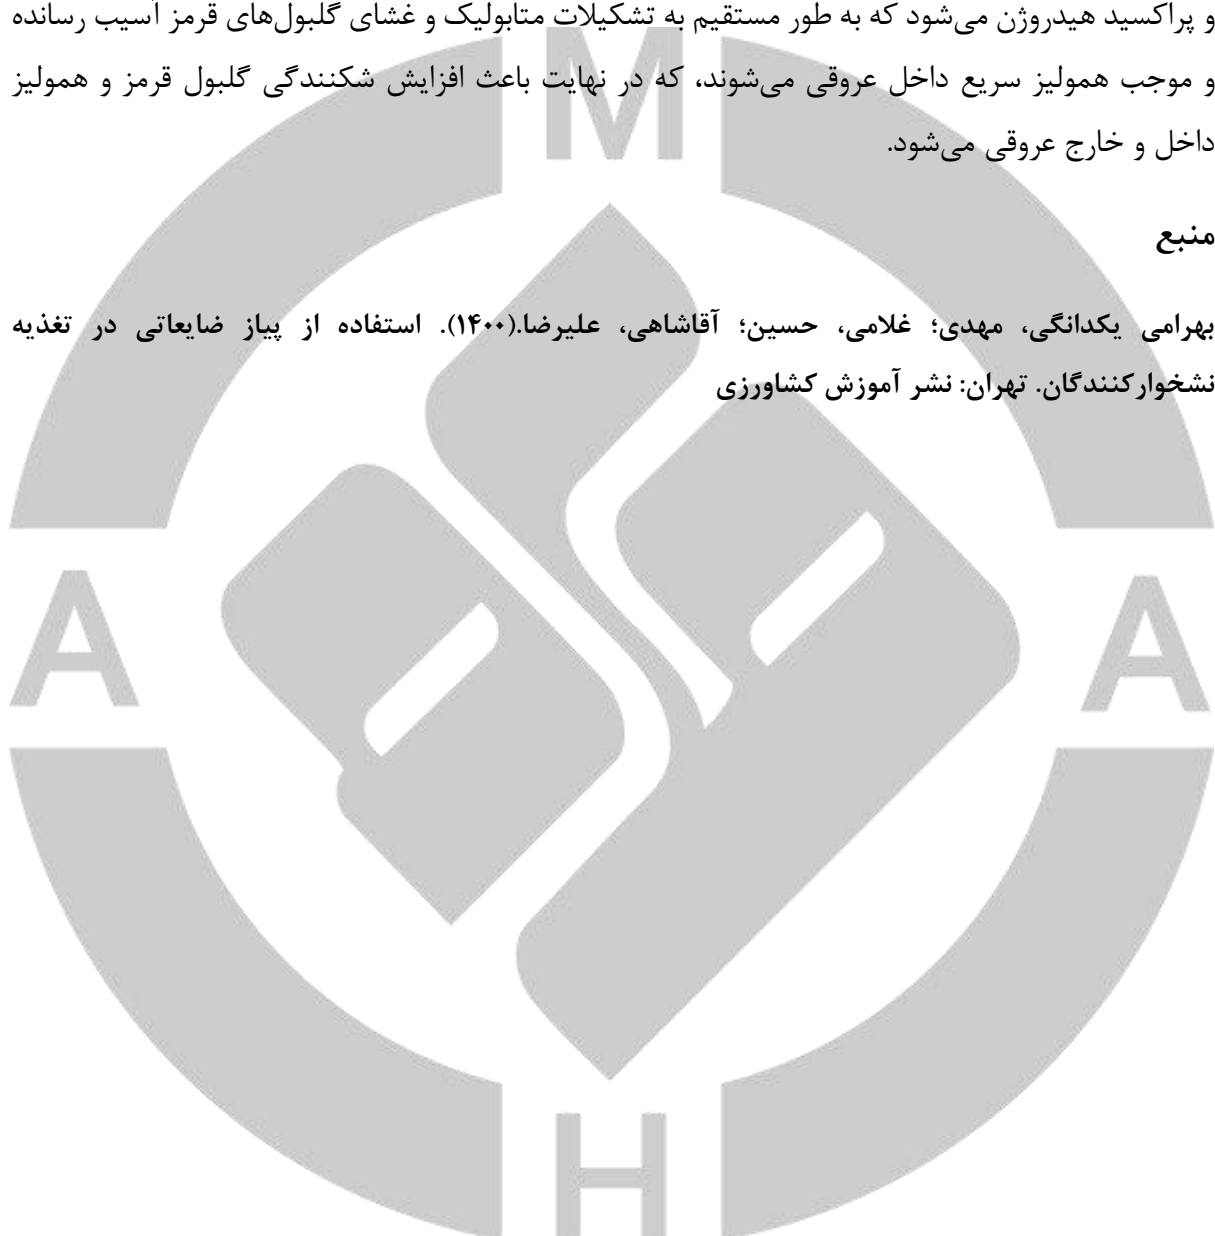 و پراکسید هیدروژن می‌شود که به طور مستقیم به تشکیلات متابولیک و غشای گلبول‌های قرمز آسیب رسانده
و موجب همولیز سریع داخل عروقی می‌شوند، که در نهایت باعث افزایش شکنندگی گلبول قرمز و همولیز
داخل و خارج عروقی می‌شود.
منبع
بهرامی یکدانگی، مهدی؛ غلامی، حسین؛ آقاشاهی، علیرضا.(۱۴۰۰). استفاده از پیاز ضایعاتی در تغذیه
نشخوارکنندگان. تهران: نشر آموزش کشاورزی
M
A
A
H